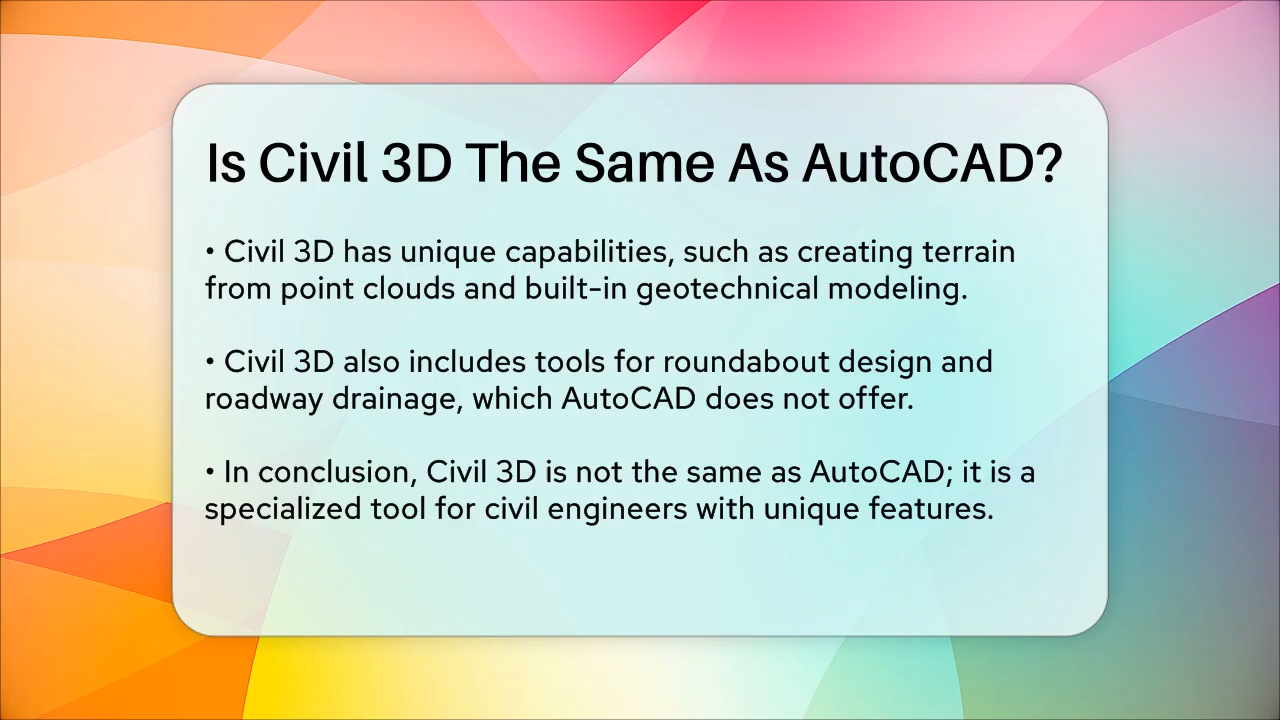 Is Civil 3D The Same As AutoCAD?
• Civil 3D has unique capabilities, such as creating terrain
from point clouds and built-in geotechnical modeling.
• Civil 3D also includes tools for roundabout design and
roadway drainage, which AutoCAD does not offer.
• In conclusion, Civil 3D is not the same as AutoCAD; it is a
specialized tool for civil engineers with unique features.